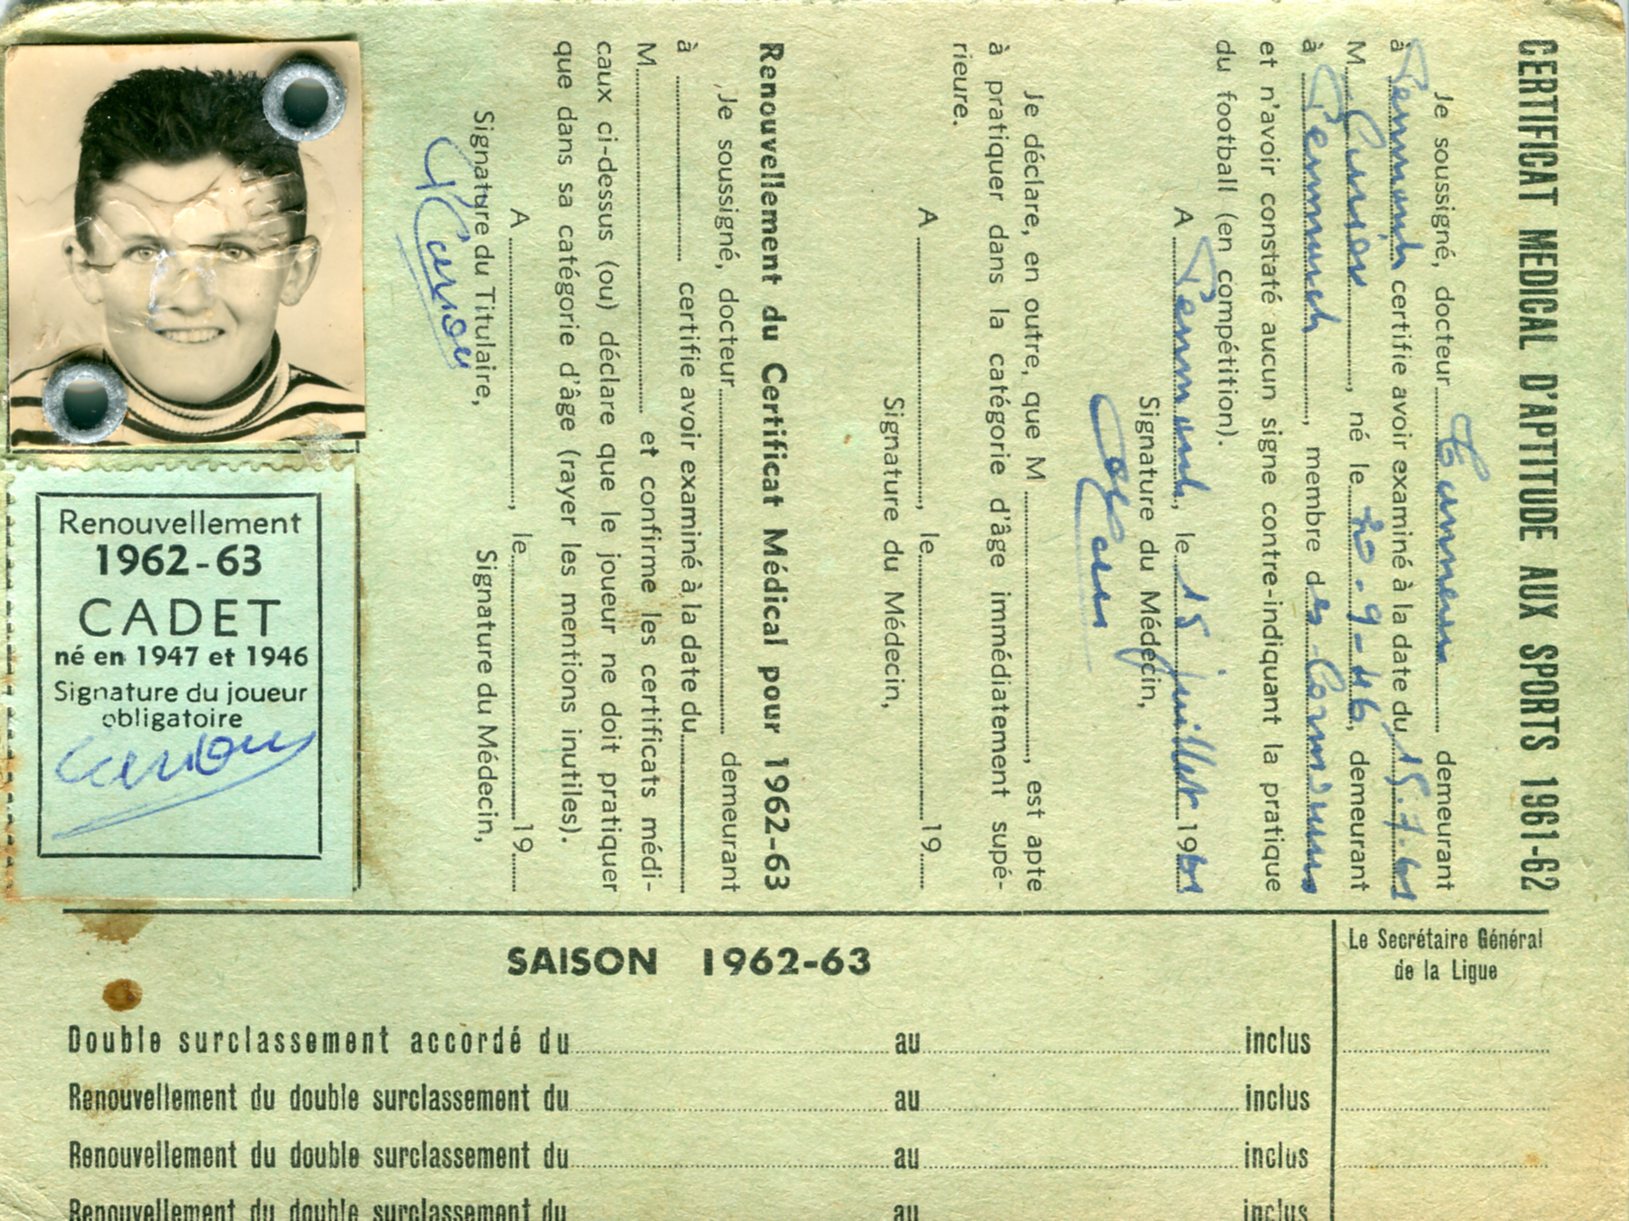 CERTIFICAT MEDICAL D'APTITUDE AUX SPORTS 1961-62
Je soussigné, docteur demeurant
à certifie avoir examiné à la date du 15.7.61
M. Cariou, né le 20-9-46, demeurant
à Penmarch, membre des Cormorans
et n'avoir constaté aucun signe contre-indiquant la pratique
du football (en compétition).
A Penmarch, le 15 juillet 1961
Signature du Médecin,
Je déclare, en outre, que M, est apte
à pratiquer dans la catégorie d'âge immédiatement supé-
rieure.
A, le 19
Signature du Médecin,
Renouvellement du Certificat Médical pour 1962-63
Je soussigné, docteur demeurant
à certifie avoir examiné à la date du
M et confirme les certificats médi-
caux ci-dessus (ou) déclare que le joueur ne doit pratiquer
que dans sa catégorie d'âge (rayer les mentions inutiles).
A, le 19
Signature du Titulaire, Signature du Médecin,
Cariou
Renouvellement
1962-63
CADET
né en 1947 et 1946
Signature du joueur
obligatoire
Cariou
SAISON 1962-63
Le Secrétaire Général
de la Ligue
Double surclassement accordé du au inclus
Renouvellement du double surclassement du au inclus
Renouvellement du double surclassement du au inclus
Renouvellement du double surclassement du au inclus